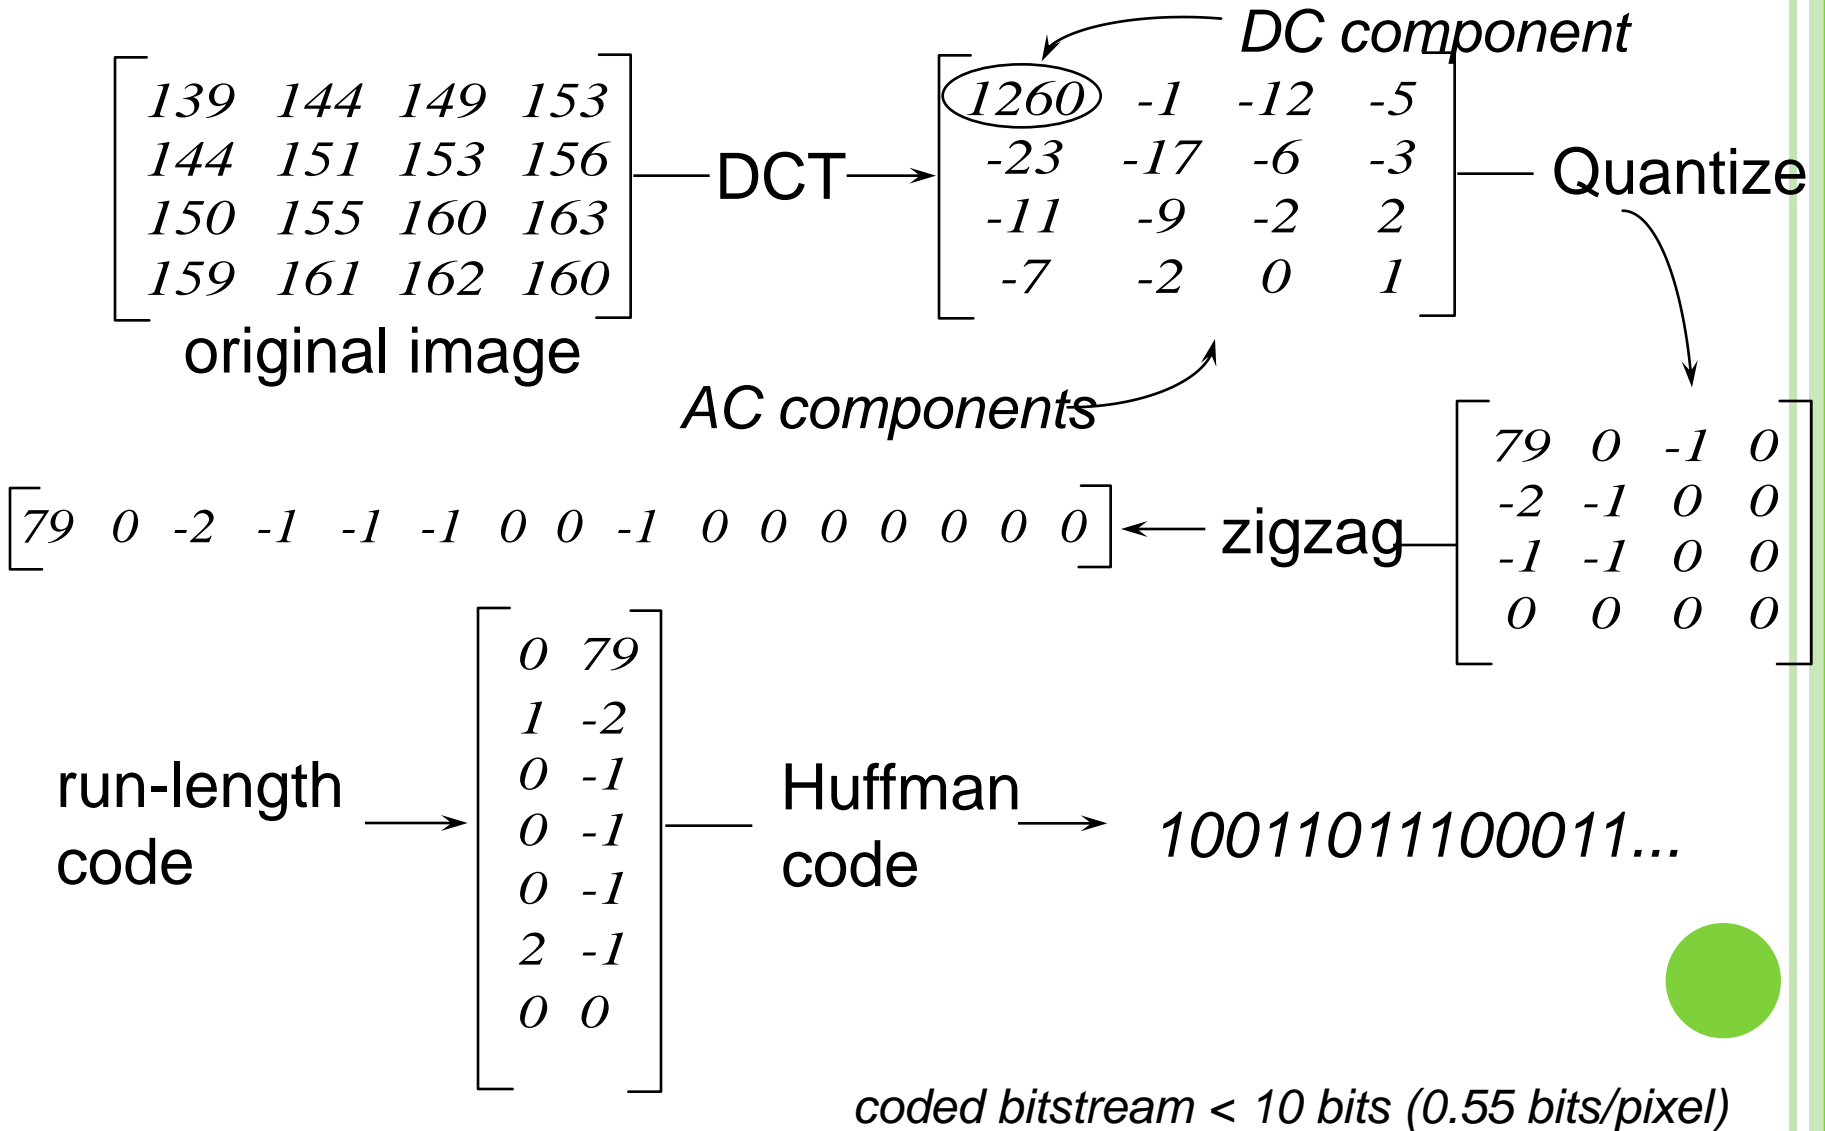 DC component
139 144 149 153
144 151 153 156
150 155 160 163
159 161 162 160
original image
DCT
1260 -1 -12 -5
-23 -17 -6 -3
-11 -9 -2 2
-7 -2 0 1
AC components
Quantize
79 0 -1 0
-2 -1 0 0
-1 -1 0 0
0 0 0 0
zigzag
79 0 -2 -1 -1 -1 0 0 -1 0 0 0 0 0 0 0
run-length
code
0 79
1 -2
0 -1
0 -1
0 -1
2 -1
0 0
Huffman
code
10011011100011...
coded bitstream < 10 bits (0.55 bits/pixel)